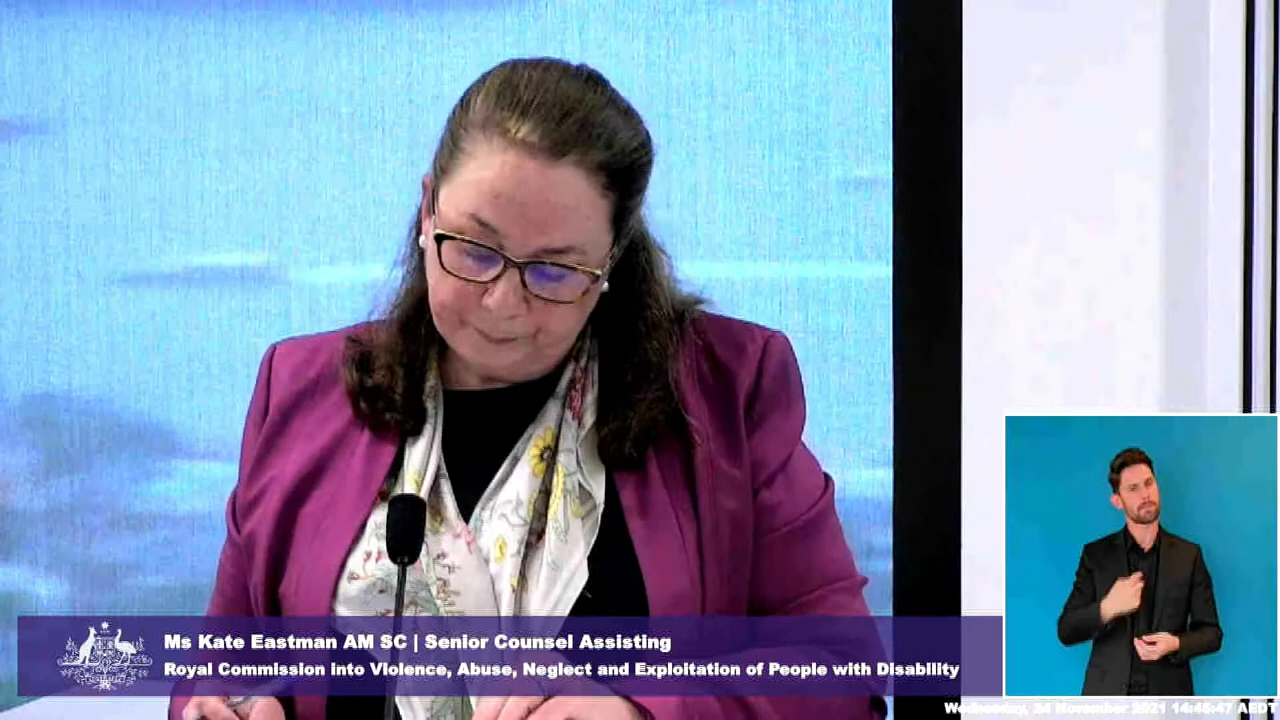 Ms Kate Eastman AM SC | Senior Counsel Assisting
Royal Commission into Violence, Abuse, Neglect and Exploitation of People with Disability
Wednesday, 24 November 2021 14:45:47 AEDT